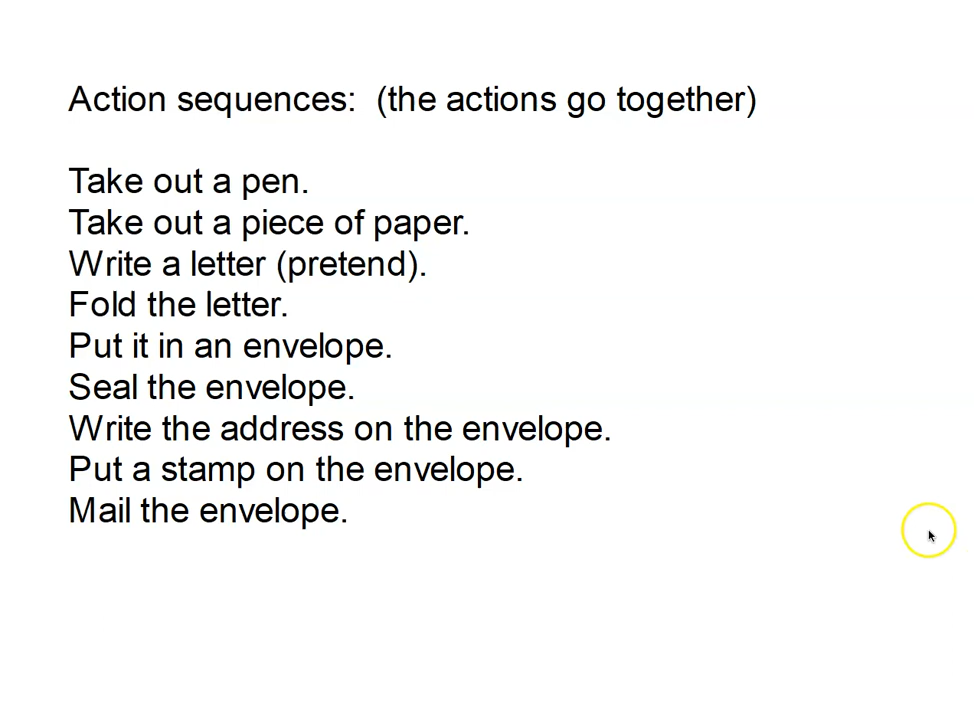 Action sequences:  (the actions go together)
Take out a pen.
Take out a piece of paper.
Write a letter (pretend).
Fold the letter.
Put it in an envelope.
Seal the envelope.
Write the address on the envelope.
Put a stamp on the envelope.
Mail the envelope.